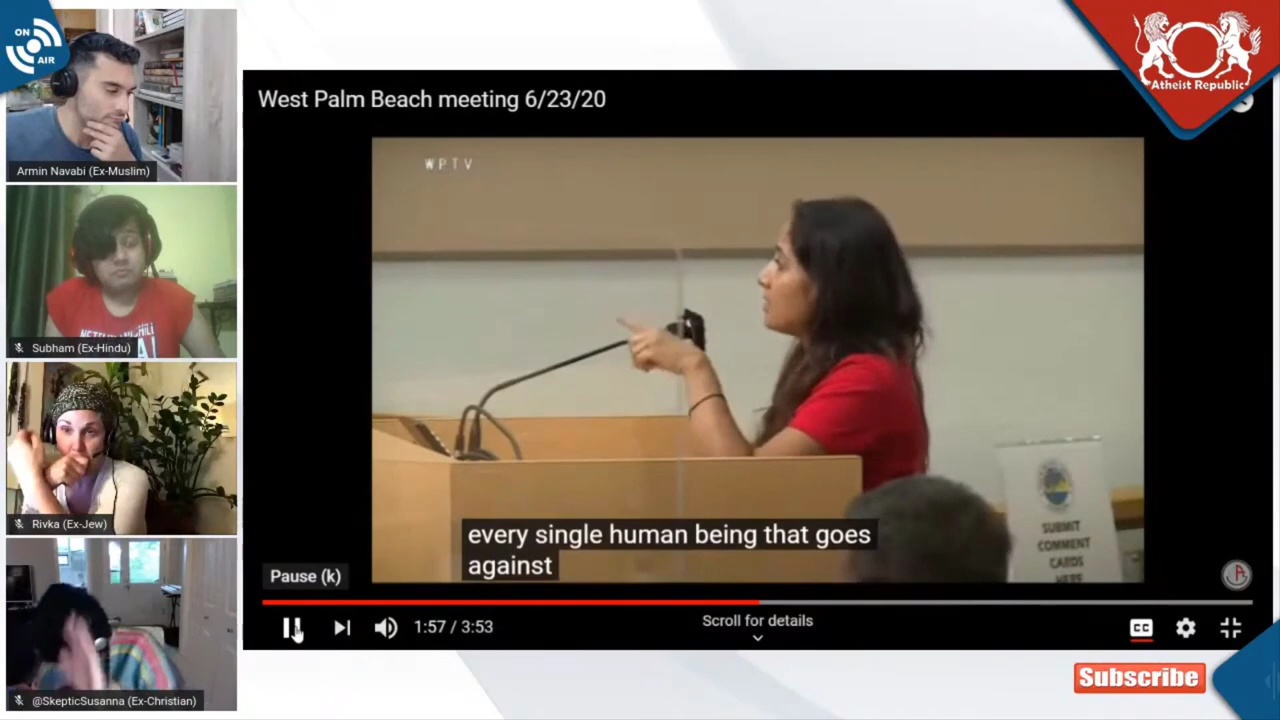 ON
AIR
Armin Navabi (Ex-Muslim)
Subham (Ex-Hindu)
Rivka (Ex-Jew)
@SkepticSusanna (Ex-Christian)
West Palm Beach meeting 6/23/20
WPTV
SUBMIT
COMMENT
CARDS
HERE
every single human being that goes
against
Pause (k)
1:57 / 3:53
Scroll for details
CC
Atheist Republic
Subscribe